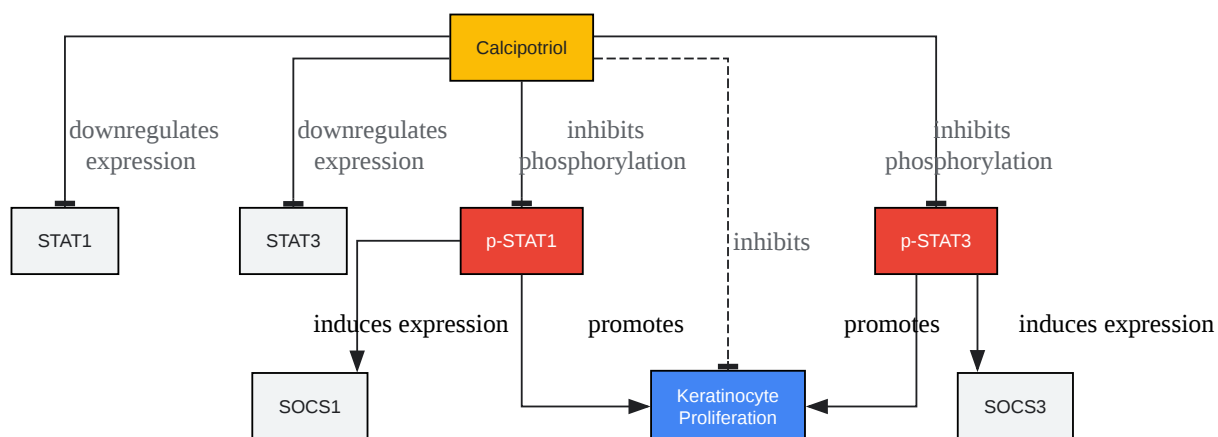 Calcipotriol
downregulates
expression
downregulates
expression
inhibits
phosphorylation
inhibits
phosphorylation
STAT1
STAT3
p-STAT1
inhibits
p-STAT3
induces expression
promotes
promotes
induces expression
SOCS1
Keratinocyte
Proliferation
SOCS3